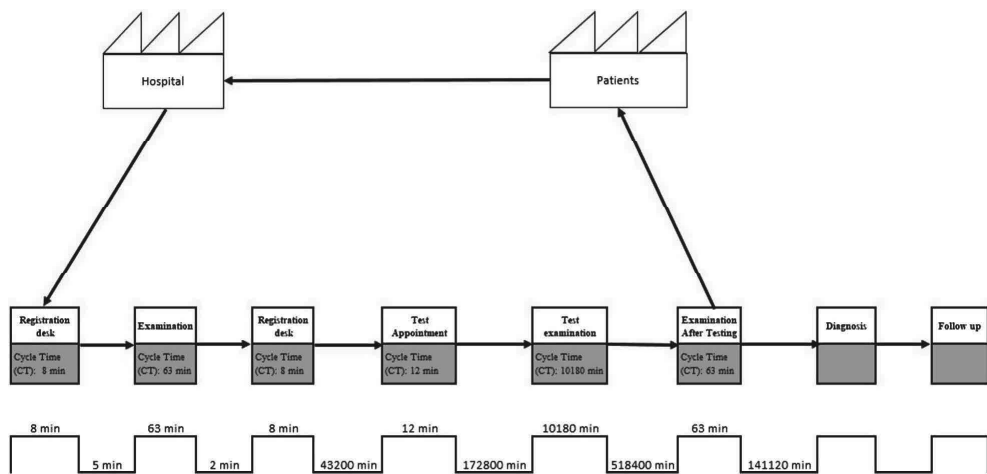 Hospital
Patients
Registration
desk
Cycle Time
(CT): 8 min
Examination
Cycle Time
(CT): 63 min
Registration
desk
Cycle Time
(CT): 8 min
Test
Appointment
Cycle Time
(CT): 12 min
Test
examination
Cycle Time
(CT): 10180 min
Examination
After Testing
Cycle Time
(CT): 63 min
Diagnosis
Follow up
8 min
63 min
8 min
12 min
10180 min
63 min
5 min
2 min
43200 min
172800 min
518400 min
141120 min